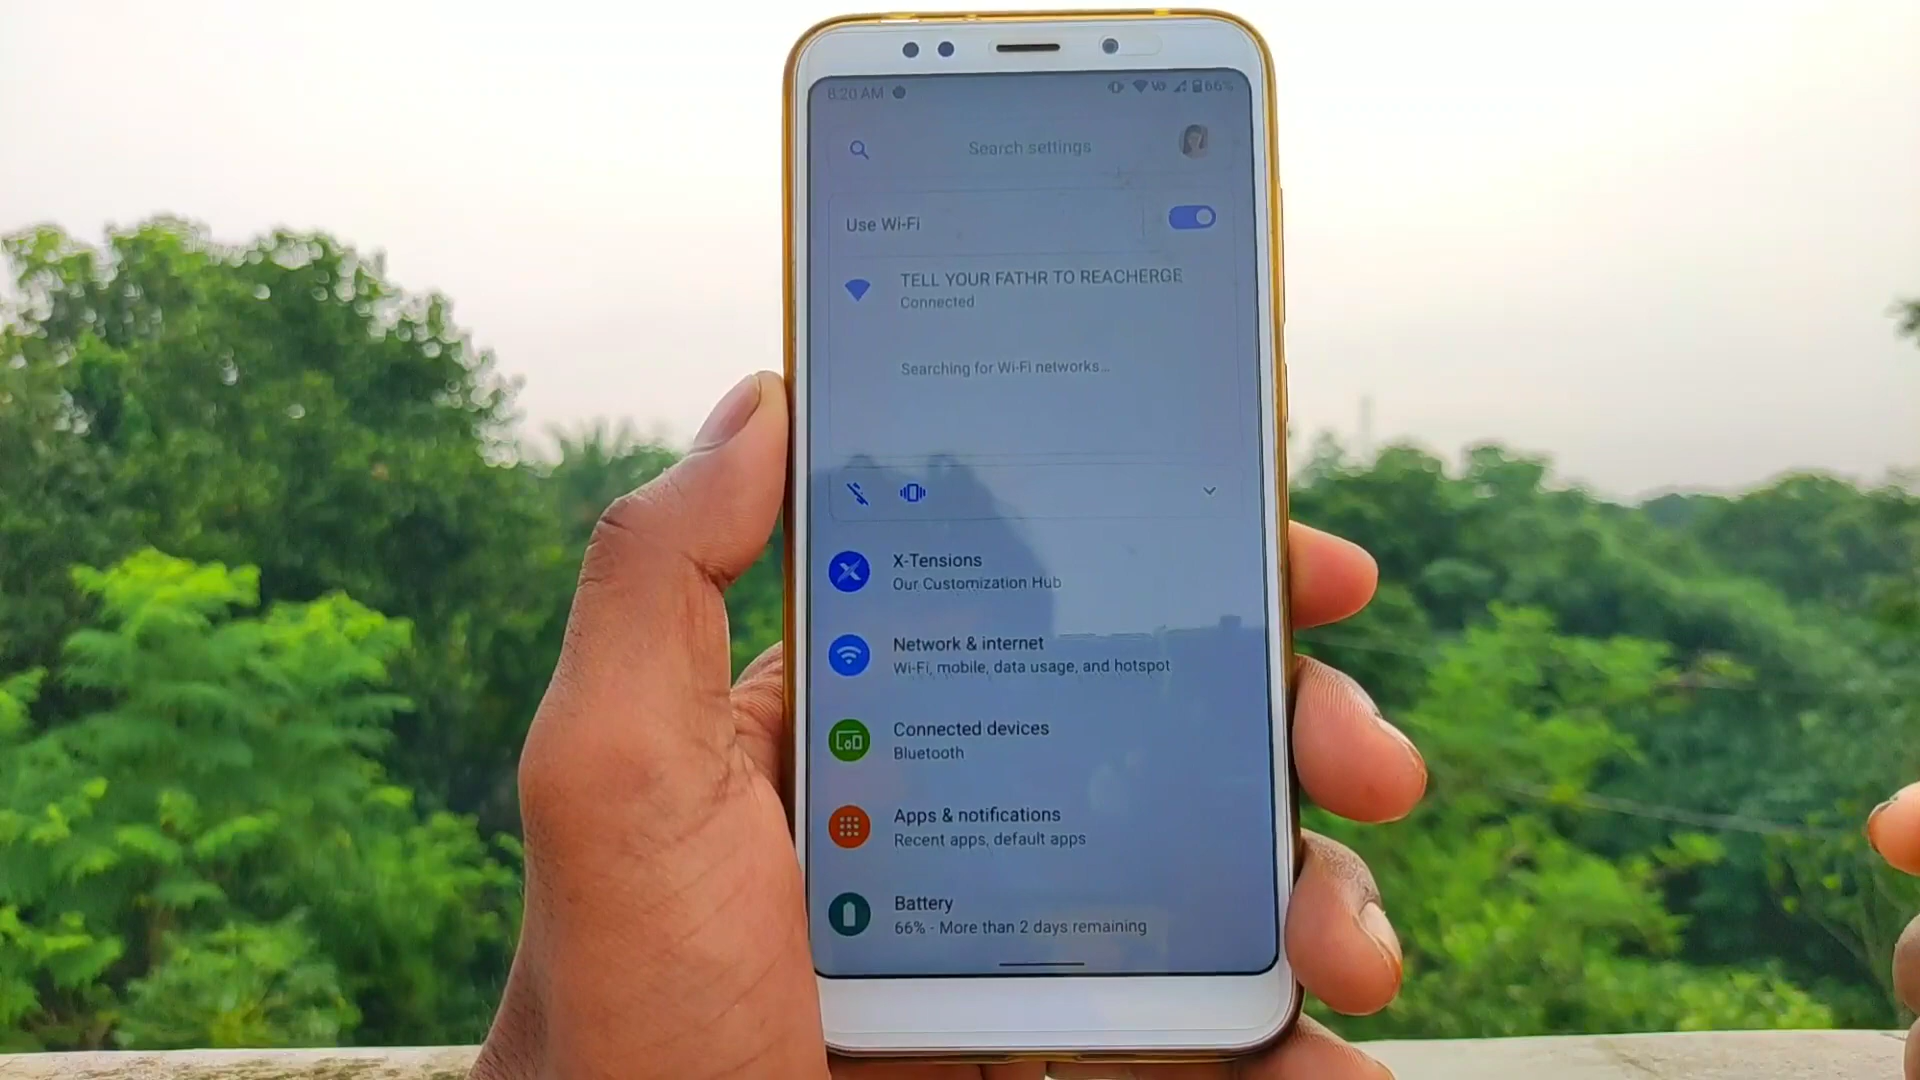 8:20 AM
66%
Search settings
Use Wi-Fi
TELL YOUR FATHR TO REACHERGE
Connected
Searching for Wi-Fi networks...
X-Tensions
Our Customization Hub
Network & internet
Wi-Fi, mobile, data usage, and hotspot
Connected devices
Bluetooth
Apps & notifications
Recent apps, default apps
Battery
66% - More than 2 days remaining